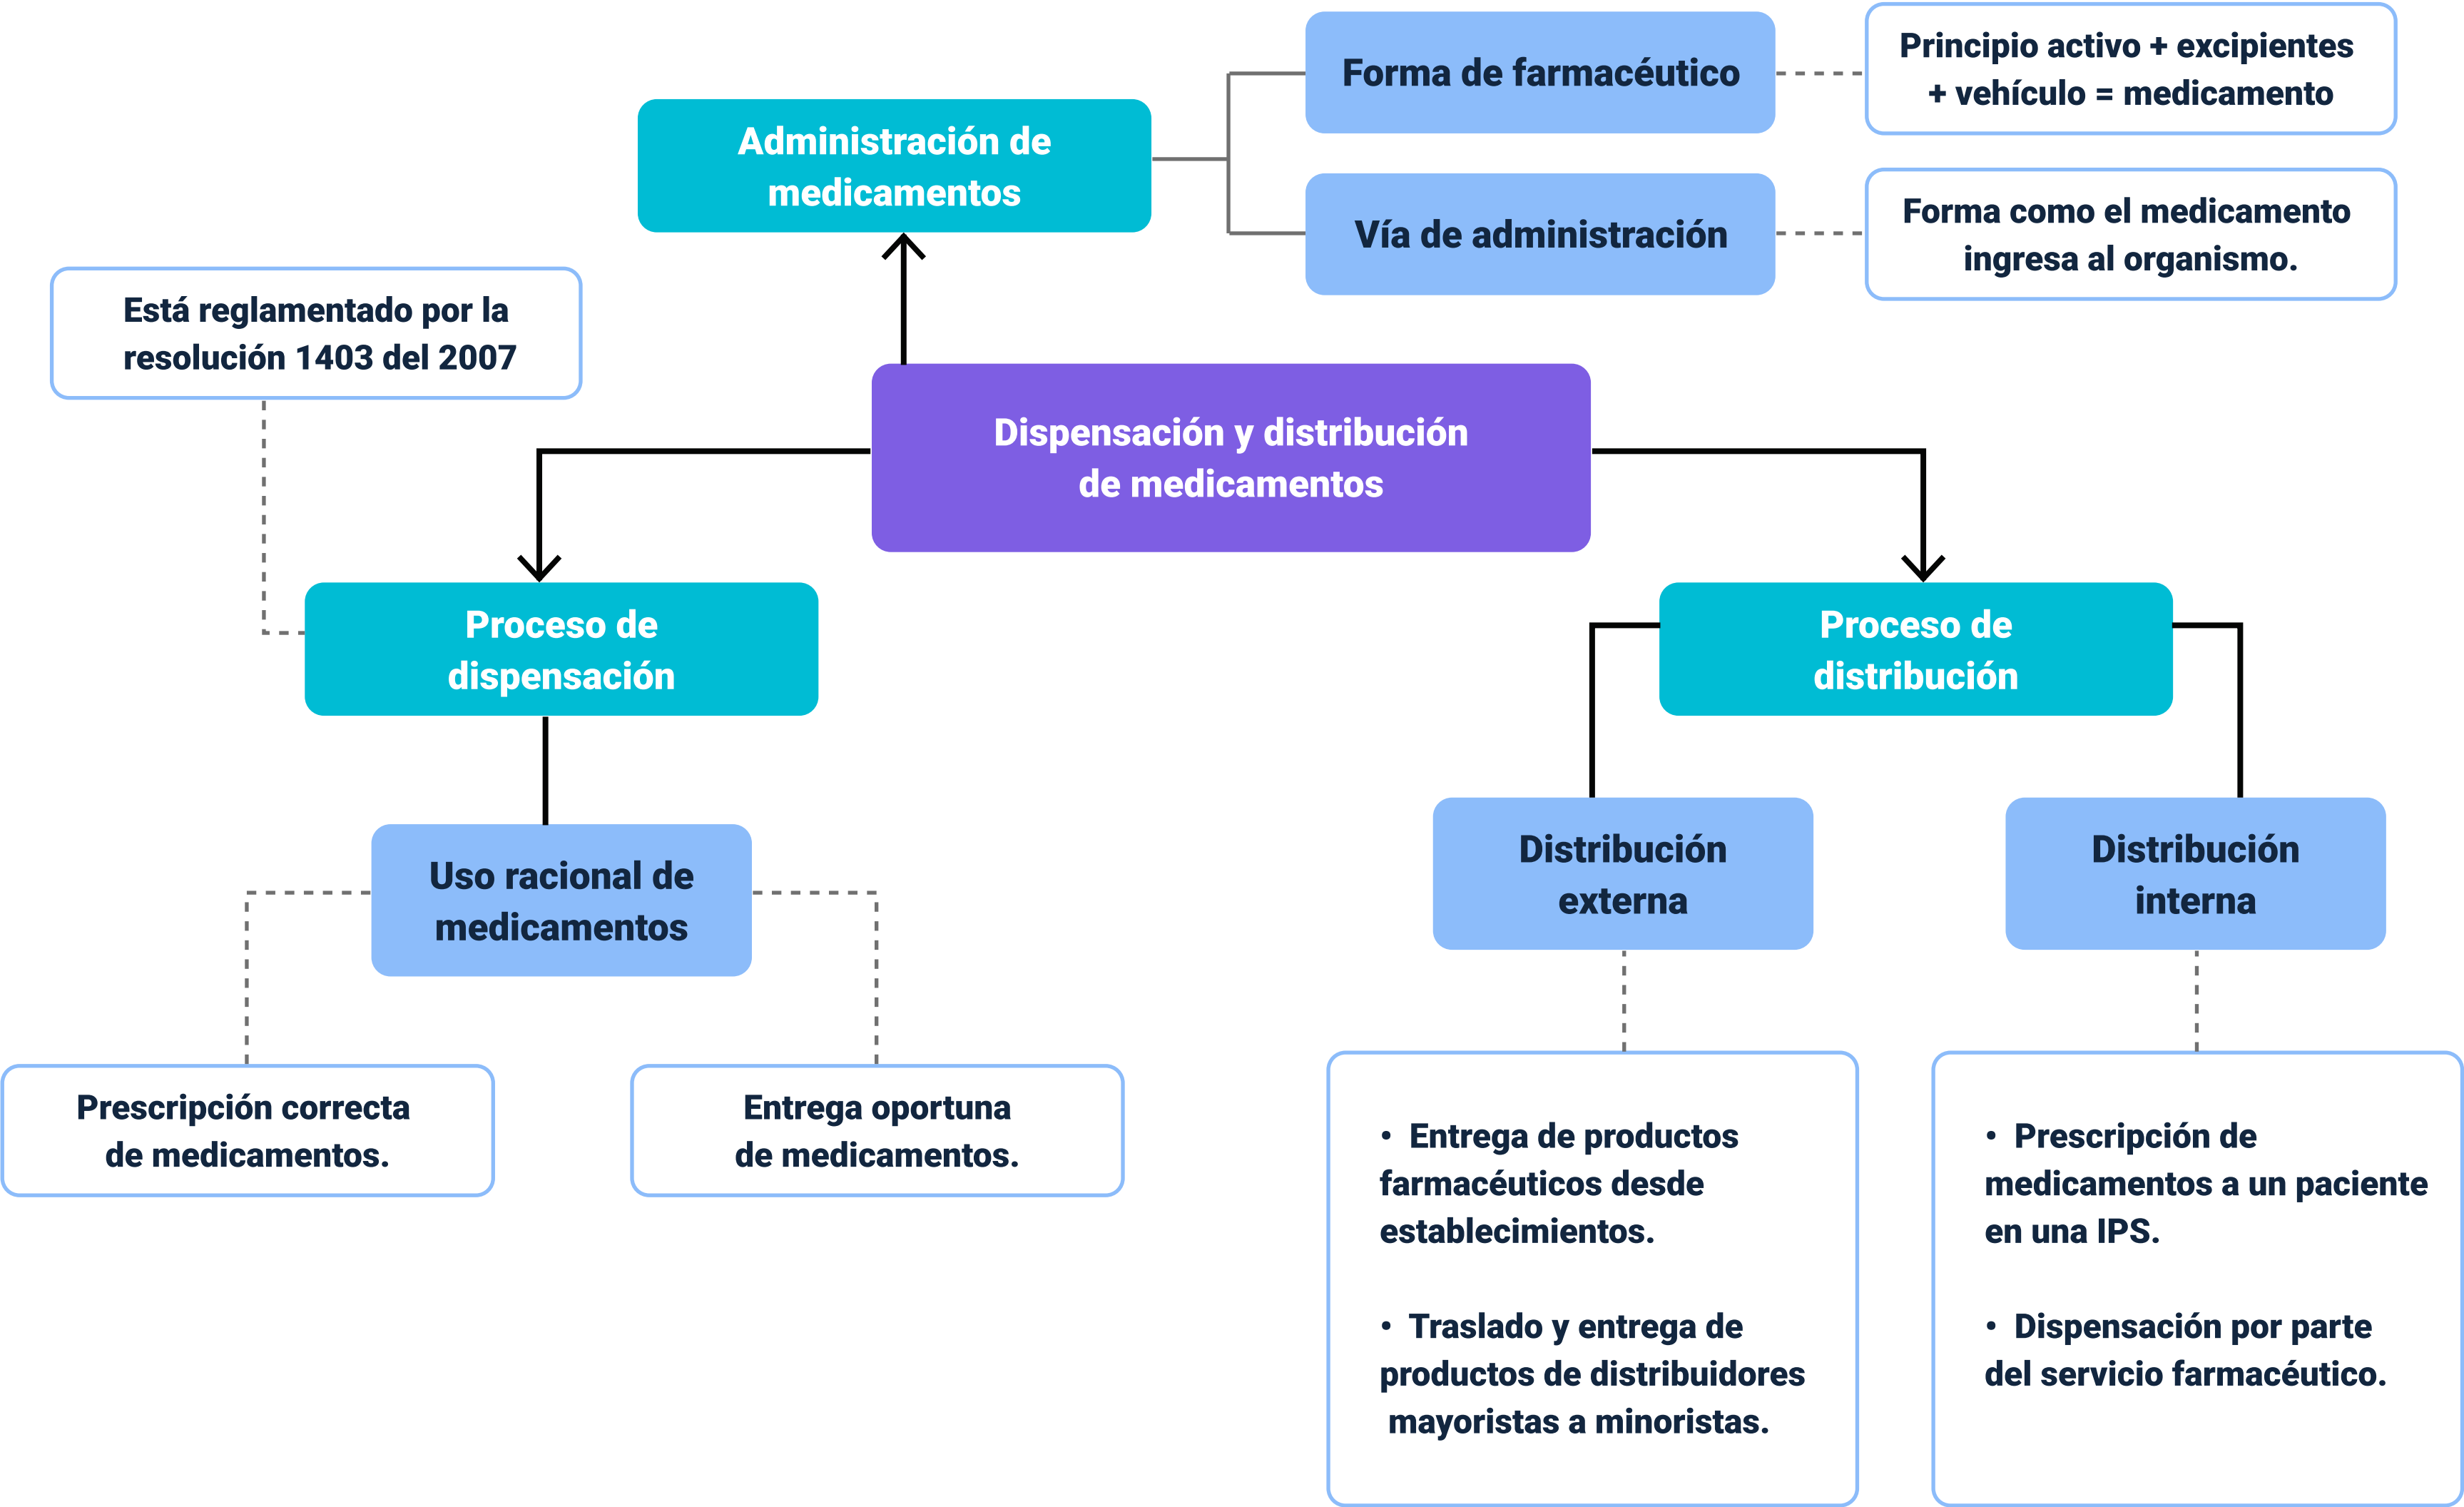 Forma de farmacéutico
Principio activo + excipientes
+ vehículo = medicamento
Administración de
medicamentos
Vía de administración
Forma como el medicamento
ingresa al organismo.
Está reglamentado por la
resolución 1403 del 2007
Dispensación y distribución
de medicamentos
Proceso de
dispensación
Proceso de
distribución
Uso racional de
medicamentos
Distribución
externa
Distribución
interna
Prescripción correcta
de medicamentos.
Entrega oportuna
de medicamentos.
• Entrega de productos
farmacéuticos desde
establecimientos.
• Traslado y entrega de
productos de distribuidores
mayoristas a minoristas.
• Prescripción de
medicamentos a un paciente
en una IPS.
• Dispensación por parte
del servicio farmacéutico.